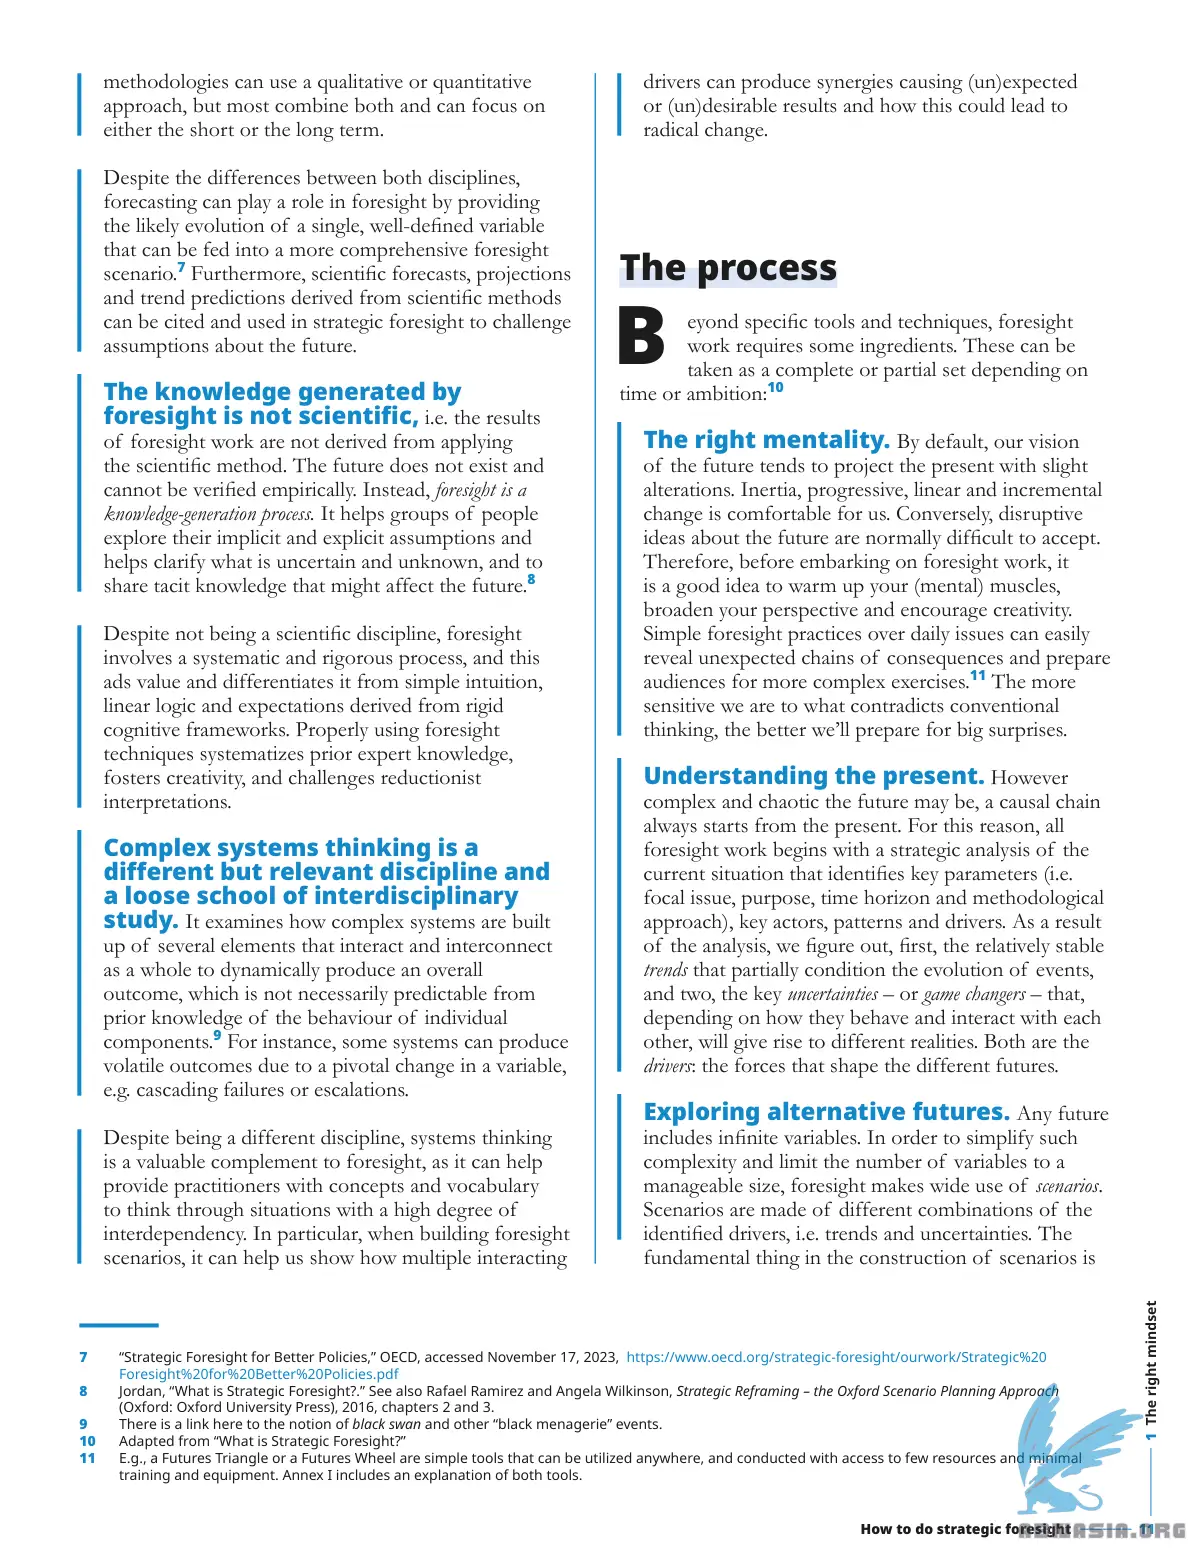 methodologies can use a qualitative or quantitative
approach, but most combine both and can focus on
either the short or the long term.
Despite the differences between both disciplines,
forecasting can play a role in foresight by providing
the likely evolution of a single, well-defined variable
that can be fed into a more comprehensive foresight
scenario.7 Furthermore, scientific forecasts, projections
and trend predictions derived from scientific methods
can be cited and used in strategic foresight to challenge
assumptions about the future.
The knowledge generated by
foresight is not scientific, i.e. the results
of foresight work are not derived from applying
the scientific method. The future does not exist and
cannot be verified empirically. Instead, foresight is a
knowledge-generation process. It helps groups of people
explore their implicit and explicit assumptions and
helps clarify what is uncertain and unknown, and to
share tacit knowledge that might affect the future.8
Despite not being a scientific discipline, foresight
involves a systematic and rigorous process, and this
ads value and differentiates it from simple intuition,
linear logic and expectations derived from rigid
cognitive frameworks. Properly using foresight
techniques systematizes prior expert knowledge,
fosters creativity, and challenges reductionist
interpretations.
Complex systems thinking is a
different but relevant discipline and
a loose school of interdisciplinary
study. It examines how complex systems are built
up of several elements that interact and interconnect
as a whole to dynamically produce an overall
outcome, which is not necessarily predictable from
prior knowledge of the behaviour of individual
components.9 For instance, some systems can produce
volatile outcomes due to a pivotal change in a variable,
e.g. cascading failures or escalations.
Despite being a different discipline, systems thinking
is a valuable complement to foresight, as it can help
provide practitioners with concepts and vocabulary
to think through situations with a high degree of
interdependency. In particular, when building foresight
scenarios, it can help us show how multiple interacting
drivers can produce synergies causing (un)expected
or (un)desirable results and how this could lead to
radical change.
The process
Beyond specific tools and techniques, foresight
work requires some ingredients. These can be
taken as a complete or partial set depending on
time or ambition:10
The right mentality. By default, our vision
of the future tends to project the present with slight
alterations. Inertia, progressive, linear and incremental
change is comfortable for us. Conversely, disruptive
ideas about the future are normally difficult to accept.
Therefore, before embarking on foresight work, it
is a good idea to warm up your (mental) muscles,
broaden your perspective and encourage creativity.
Simple foresight practices over daily issues can easily
reveal unexpected chains of consequences and prepare
audiences for more complex exercises.11 The more
sensitive we are to what contradicts conventional
thinking, the better we’ll prepare for big surprises.
Understanding the present. However
complex and chaotic the future may be, a causal chain
always starts from the present. For this reason, all
foresight work begins with a strategic analysis of the
current situation that identifies key parameters (i.e.
focal issue, purpose, time horizon and methodological
approach), key actors, patterns and drivers. As a result
of the analysis, we figure out, first, the relatively stable
trends that partially condition the evolution of events,
and two, the key uncertainties – or game changers – that,
depending on how they behave and interact with each
other, will give rise to different realities. Both are the
drivers: the forces that shape the different futures.
Exploring alternative futures. Any future
includes infinite variables. In order to simplify such
complexity and limit the number of variables to a
manageable size, foresight makes wide use of scenarios.
Scenarios are made of different combinations of the
identified drivers, i.e. trends and uncertainties. The
fundamental thing in the construction of scenarios is
7 “Strategic Foresight for Better Policies,” OECD, accessed November 17, 2023, https://www.oecd.org/strategic-foresight/ourwork/Strategic%20
Foresight%20for%20Better%20Policies.pdf
8 Jordan, “What is Strategic Foresight?.” See also Rafael Ramirez and Angela Wilkinson, Strategic Reframing – the Oxford Scenario Planning Approach
(Oxford: Oxford University Press), 2016, chapters 2 and 3.
9 There is a link here to the notion of black swan and other “black menagerie” events.
10 Adapted from “What is Strategic Foresight?”
11 E.g., a Futures Triangle or a Futures Wheel are simple tools that can be utilized anywhere, and conducted with access to few resources and minimal
training and equipment. Annex I includes an explanation of both tools.
1 The right mindset
How to do strategic foresight 11
ABBASIA.ORG